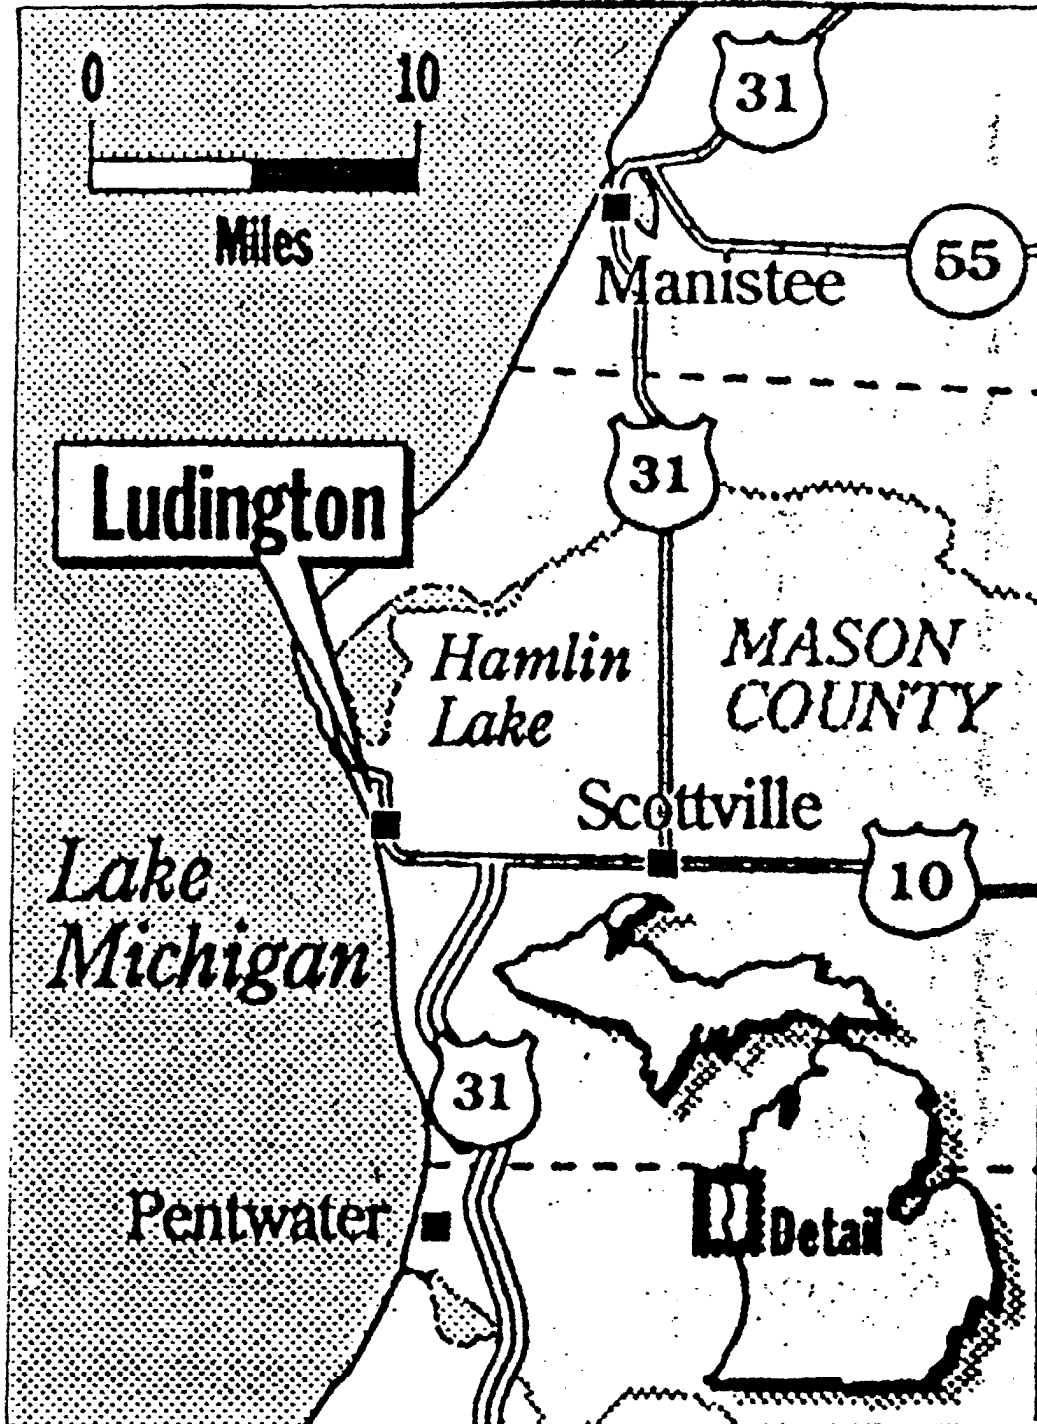 0 10
Miles
31
55
Manistee
Ludington
31
Hamlin
Lake
MASON
COUNTY
Scottville
10
Lake
Michigan
31
Pentwater
Detail